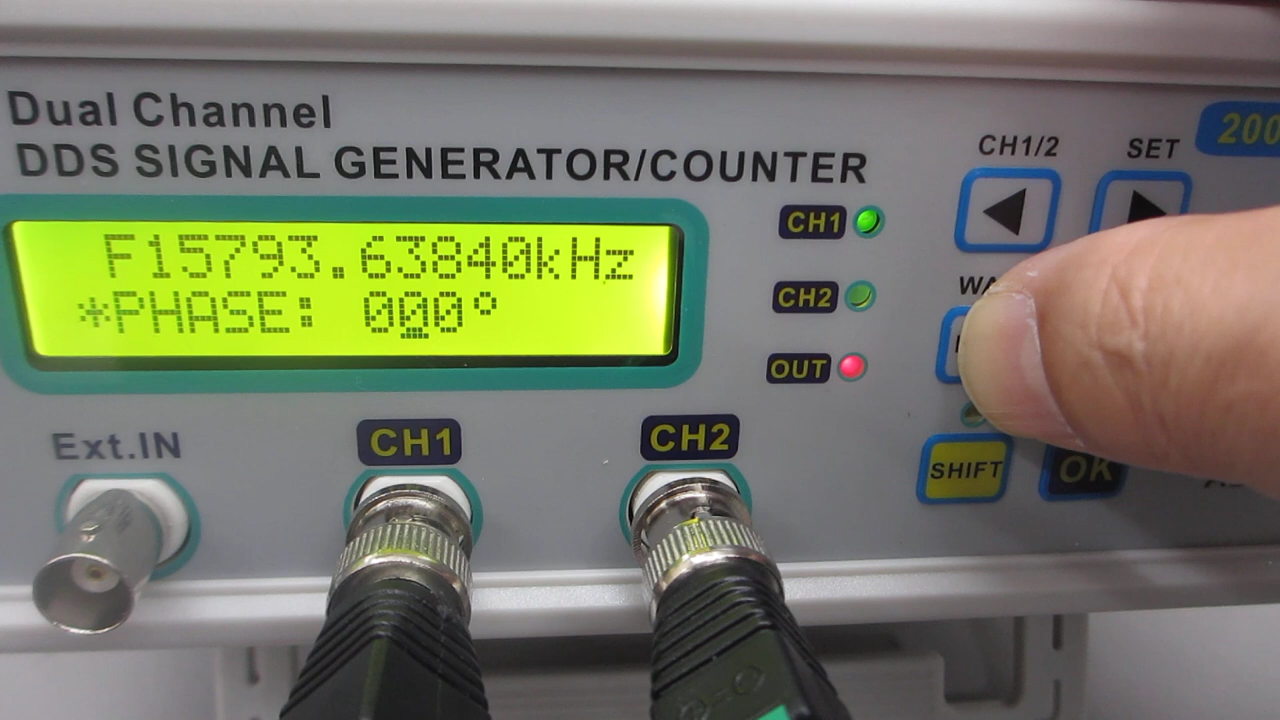 Dual Channel
DDS SIGNAL GENERATOR/COUNTER
200
CH1/2
SET
F15793.63840kHz
*PHASE: 000°
CH1
CH2
OUT
Ext.IN
CH1
CH2
SHIFT
OK